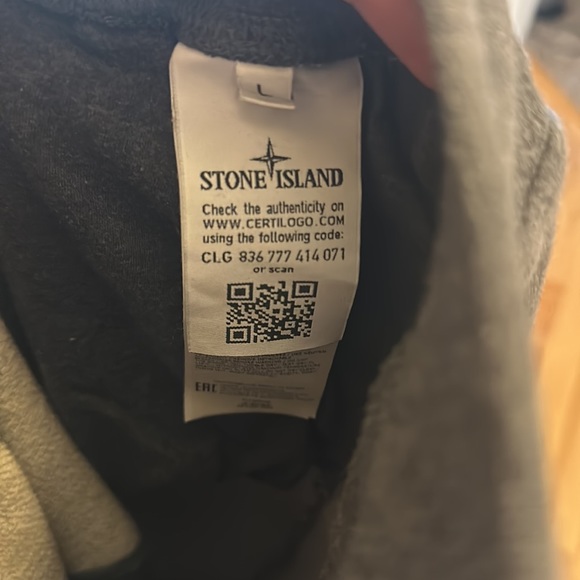 L
STONE ISLAND
Check the authenticity on
WWW.CERTILOGO.COM
using the following code:
CLG 836 777 414 071
or scan
EAC